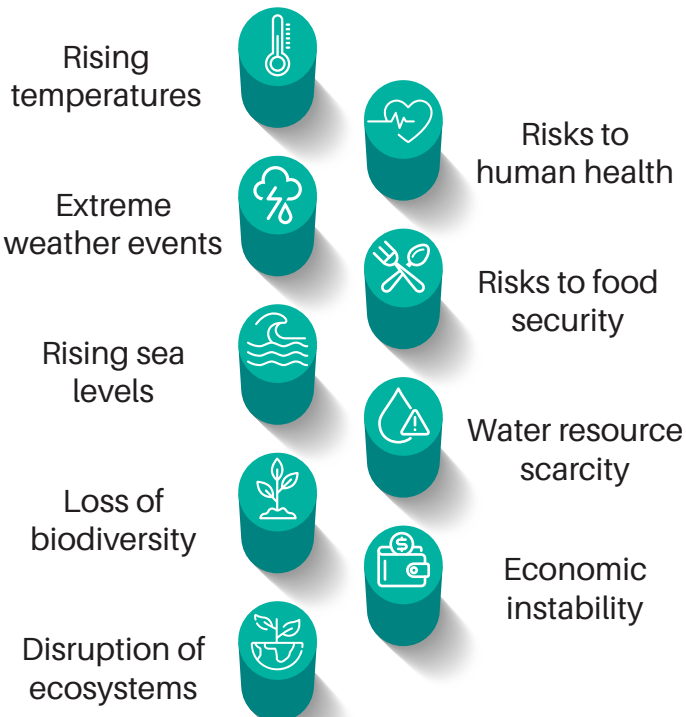 Rising
temperatures
Risks to
human health
Extreme
weather events
Risks to food
security
Rising sea
levels
Water resource
scarcity
Loss of
biodiversity
Economic
instability
Disruption of
ecosystems